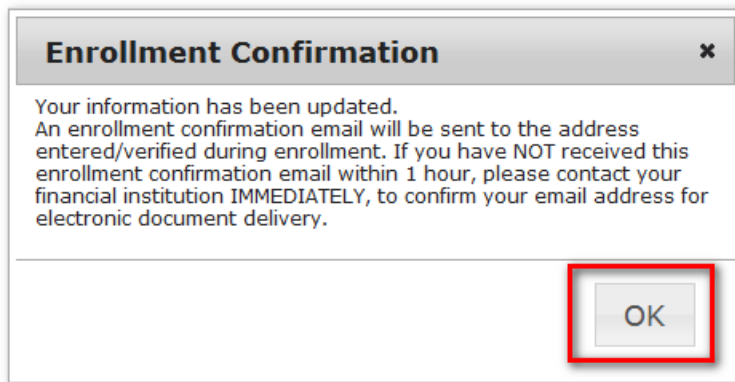 Enrollment Confirmation
Your information has been updated.
An enrollment confirmation email will be sent to the address
entered/verified during enrollment. If you have NOT received this
enrollment confirmation email within 1 hour, please contact your
financial institution IMMEDIATELY, to confirm your email address for
electronic document delivery.
OK